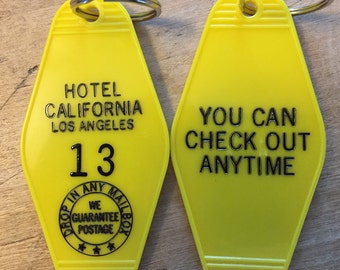 HOTEL
CALIFORNIA
LOS ANGELES
13
DROP IN ANY MAILBOX
WE
GUARANTEE
POSTAGE
YOU CAN
CHECK OUT
ANYTIME